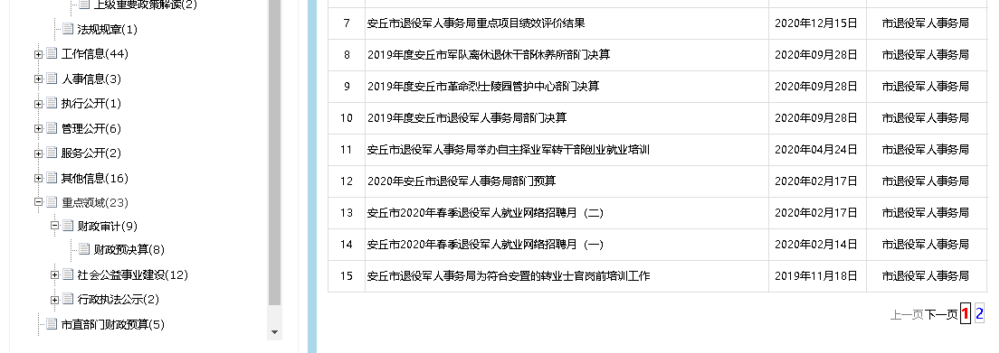 上级重要政策解读(2)
法规规章(1)
工作信息(44)
人事信息(3)
执行公开(1)
管理公开(6)
服务公开(2)
其他信息(16)
重点领域(23)
财政审计(9)
财政预决算(8)
社会公益事业建设(12)
行政执法公示(2)
市直部门财政预算(5)
7 安丘市退役军人事务局重点项目绩效评价结果 2020年12月15日 市退役军人事务局
8 2019年度安丘市军队离休退休干部休养所部门决算 2020年09月28日 市退役军人事务局
9 2019年度安丘市革命烈士陵园管护中心部门决算 2020年09月28日 市退役军人事务局
10 2019年度安丘市退役军人事务局部门决算 2020年09月28日 市退役军人事务局
11 安丘市退役军人事务局举办自主择业军转干部创业就业培训 2020年04月24日 市退役军人事务局
12 2020年安丘市退役军人事务局部门预算 2020年02月17日 市退役军人事务局
13 安丘市2020年春季退役军人就业网络招聘月（二） 2020年02月17日 市退役军人事务局
14 安丘市2020年春季退役军人就业网络招聘月（一） 2020年02月14日 市退役军人事务局
15 安丘市退役军人事务局为符合安置的转业士官岗前培训工作 2019年11月18日 市退役军人事务局
上一页下一页 1 2